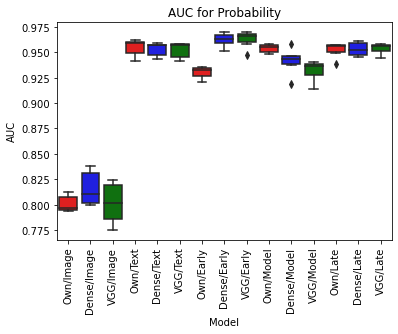 AUC for Probability
0.975
0.950
0.925
0.900
0.875
0.850
0.825
0.800
0.775
AUC
Own/Image
Dense/Image
VGG/Image
Own/Text
Dense/Text
VGG/Text
Own/Early
Dense/Early
VGG/Early
Own/Model
Dense/Model
VGG/Model
Own/Late
Dense/Late
VGG/Late
Model